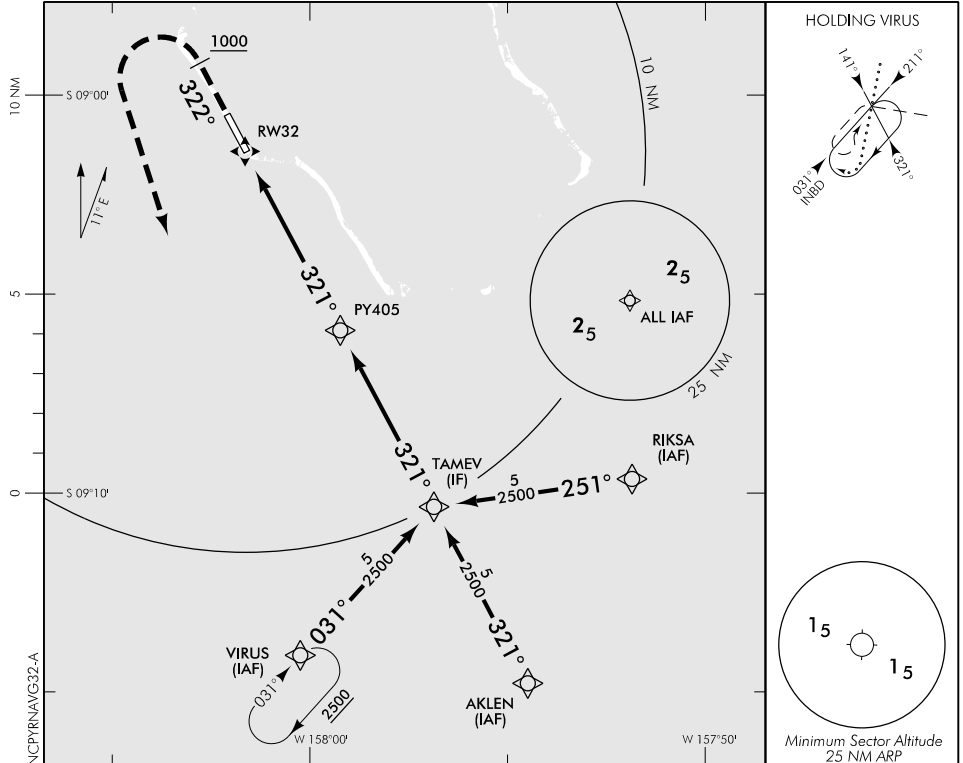 HOLDING VIRUS
141°
211°
031°
INBD
321°
10 NM
1000
322°
10 NM
S 09°00'
RW32
11°E
321°
5
PY405
2₅
2₅
ALL IAF
25 NM
321°
TAMEV
(IF)
RIKSA
(IAF)
5
2500
251°
0
S 09°10'
5
2500
031°
5
2500
321°
VIRUS
(IAF)
031°
2500
AKLEN
(IAF)
W 158°00'
W 157°50'
NCPYRNAVG32-A
1₅
1₅
Minimum Sector Altitude
25 NM ARP